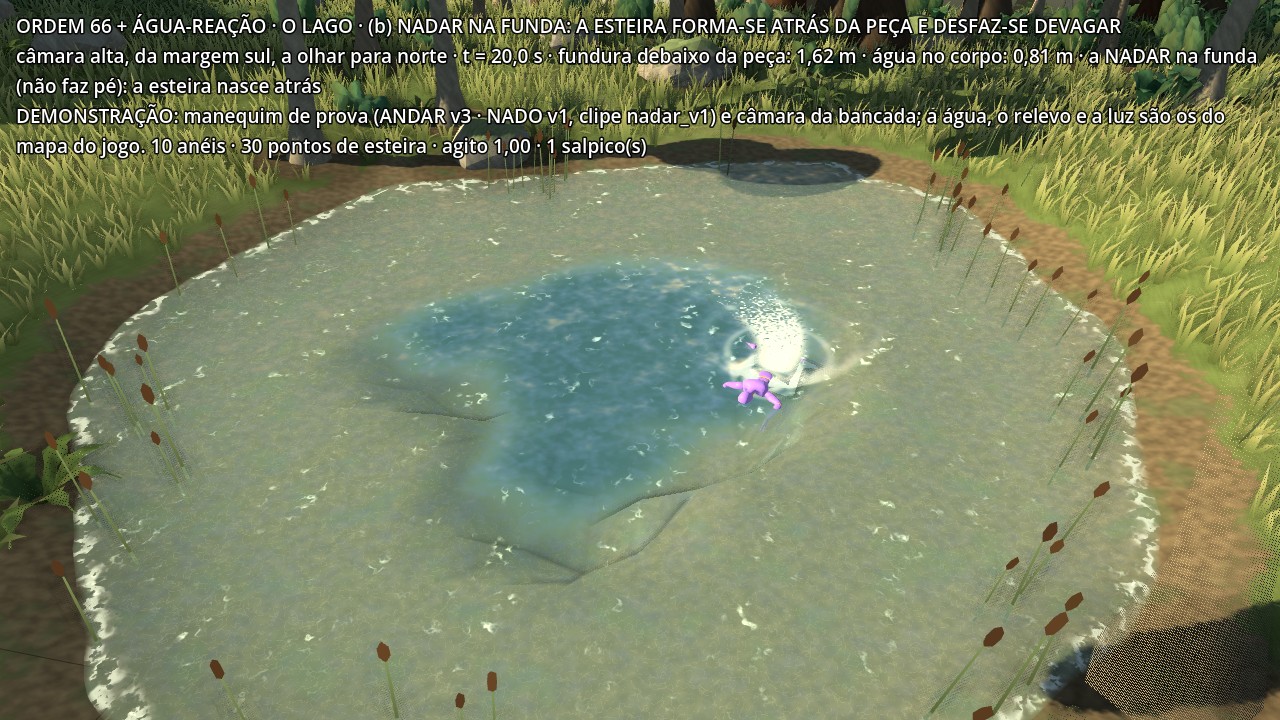 ORDEM 66 + ÁGUA-REAÇÃO · O LAGO · (b) NADAR NA FUNDA: A ESTEIRA FORMA-SE ATRÁS DA PEÇA E DESFAZ-SE DEVAGAR
câmara alta, da margem sul, a olhar para norte · t = 20,0 s · fundura debaixo da peça: 1,62 m · água no corpo: 0,81 m · a NADAR na funda
(não faz pé): a esteira nasce atrás
DEMONSTRAÇÃO: manequim de prova (ANDAR v3 · NADO v1, clipe nadar_v1) e câmara da bancada; a água, o relevo e a luz são os do
mapa do jogo. 10 anéis · 30 pontos de esteira · agito 1,00 · 1 salpico(s)